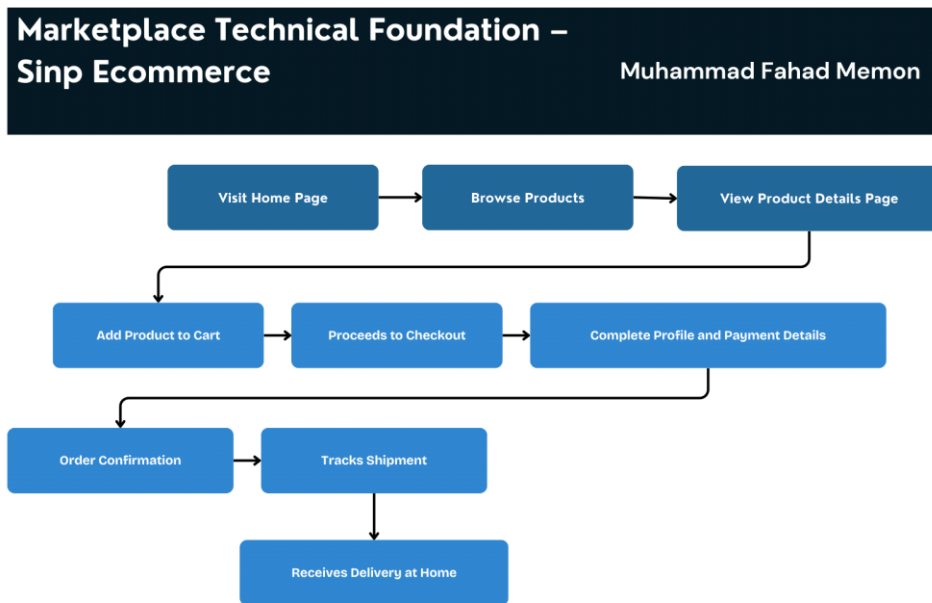 Marketplace Technical Foundation –
Sinp Ecommerce
Muhammad Fahad Memon
Visit Home Page
Browse Products
View Product Details Page
Add Product to Cart
Proceeds to Checkout
Complete Profile and Payment Details
Order Confirmation
Tracks Shipment
Receives Delivery at Home